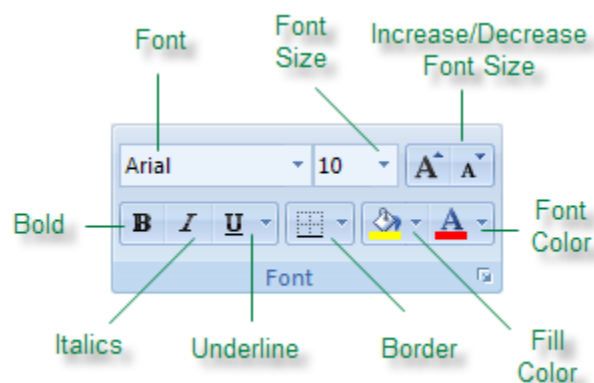 Font
Font
Size
Increase/Decrease
Font Size
Arial
10
A A
Bold
B I U
A
Font
Color
Font
Italics
Underline
Border
Fill
Color